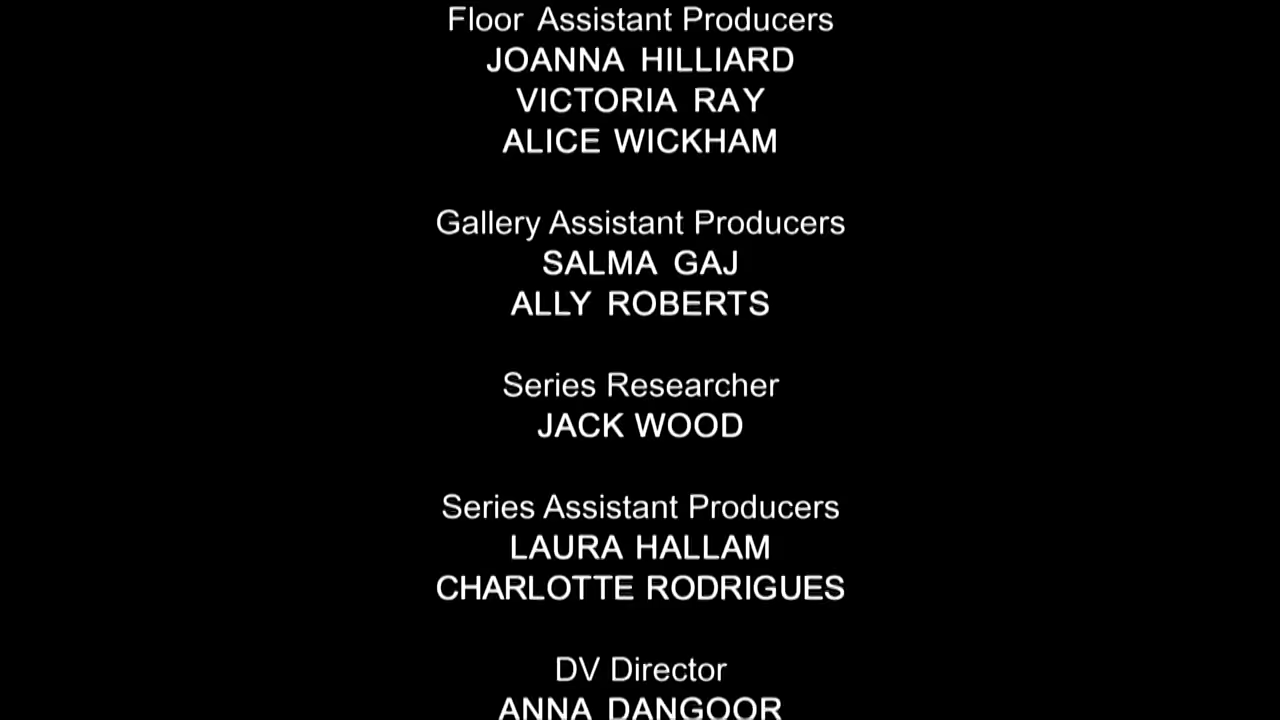 Floor Assistant Producers
JOANNA HILLIARD
VICTORIA RAY
ALICE WICKHAM
Gallery Assistant Producers
SALMA GAJ
ALLY ROBERTS
Series Researcher
JACK WOOD
Series Assistant Producers
LAURA HALLAM
CHARLOTTE RODRIGUES
DV Director
ANNA DANGOOR